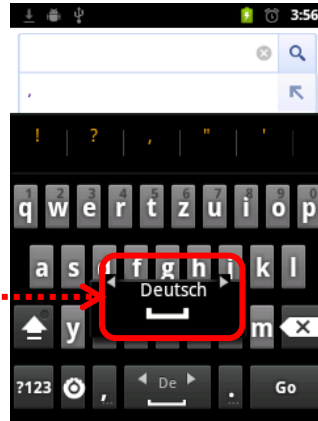 3:56
,
! ? , " '
1 2 3 4 5 6 7 8 9 0
q w e r t z u i o p
a s d f g h j k l
Deutsch
y m
?123 , De . Go